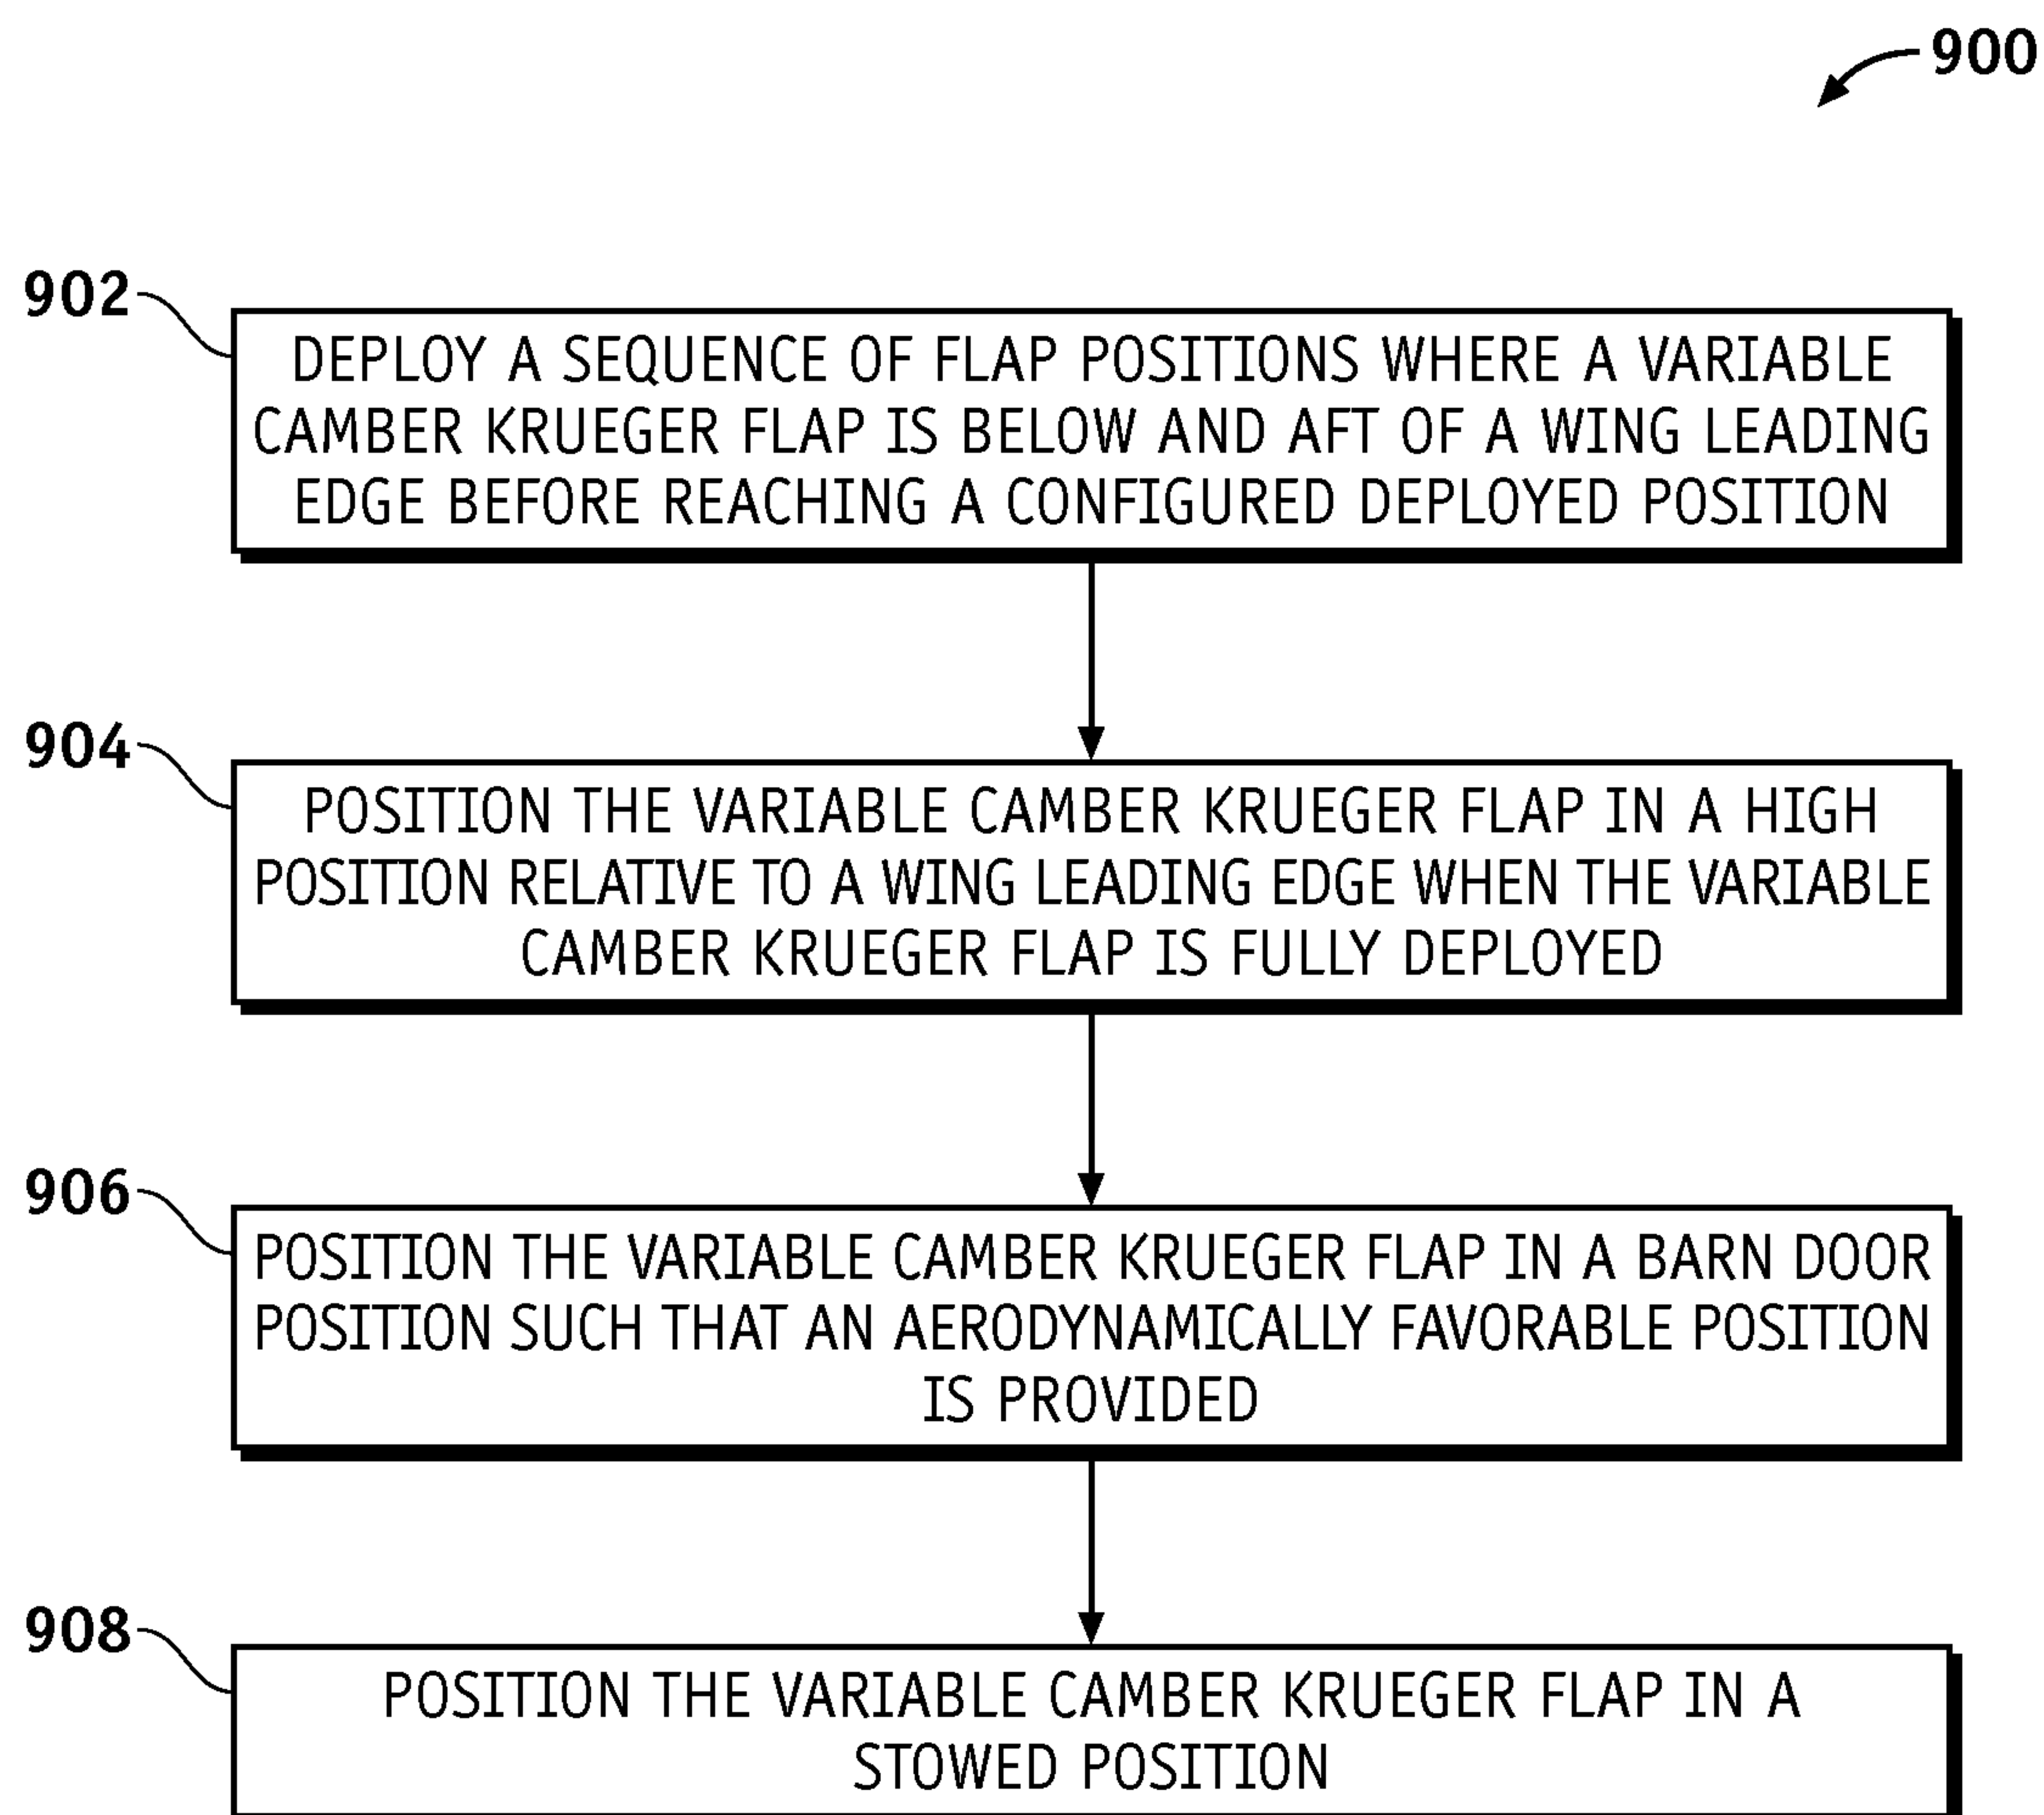 900
902
DEPLOY A SEQUENCE OF FLAP POSITIONS WHERE A VARIABLE
CAMBER KRUEGER FLAP IS BELOW AND AFT OF A WING LEADING
EDGE BEFORE REACHING A CONFIGURED DEPLOYED POSITION
904
POSITION THE VARIABLE CAMBER KRUEGER FLAP IN A HIGH
POSITION RELATIVE TO A WING LEADING EDGE WHEN THE VARIABLE
CAMBER KRUEGER FLAP IS FULLY DEPLOYED
906
POSITION THE VARIABLE CAMBER KRUEGER FLAP IN A BARN DOOR
POSITION SUCH THAT AN AERODYNAMICALLY FAVORABLE POSITION
IS PROVIDED
908
POSITION THE VARIABLE CAMBER KRUEGER FLAP IN A
STOWED POSITION